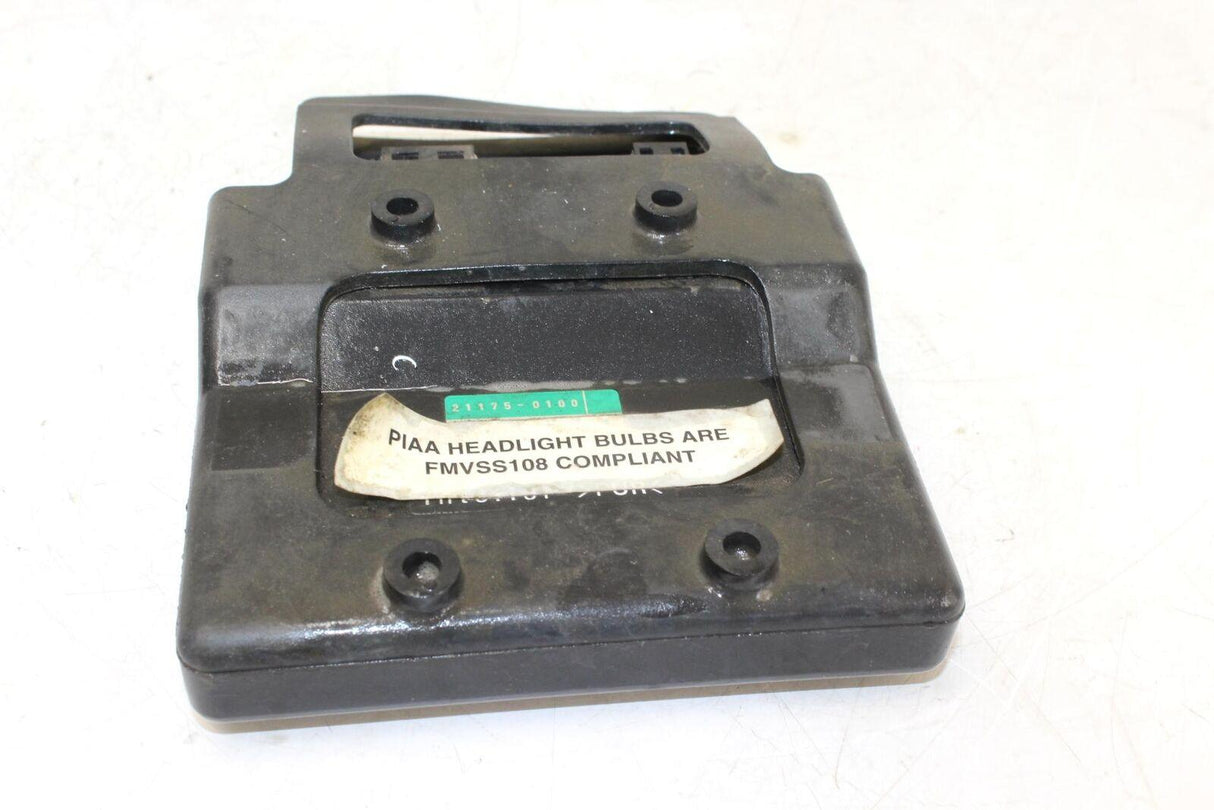 21175-0100
PIAA HEADLIGHT BULBS ARE
FMVSS108 COMPLIANT